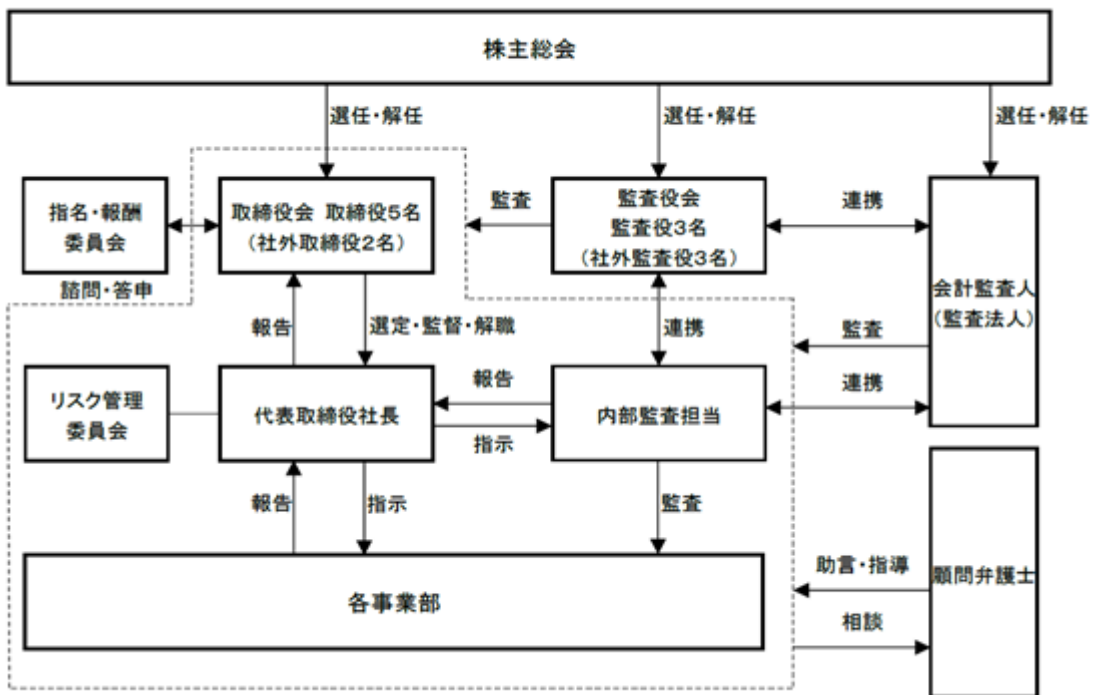 株主総会
選任・解任
選任・解任
選任・解任
指名・報酬
委員会
取締役会 取締役5名
(社外取締役2名)
監査
監査役会
監査役3名
(社外監査役3名)
連携
会計監査人
(監査法人)
諮問・答申
報告
選定・監督・解職
連携
監査
リスク管理
委員会
代表取締役社長
報告
指示
内部監査担当
連携
報告
指示
監査
各事業部
助言・指導
相談
顧問弁護士